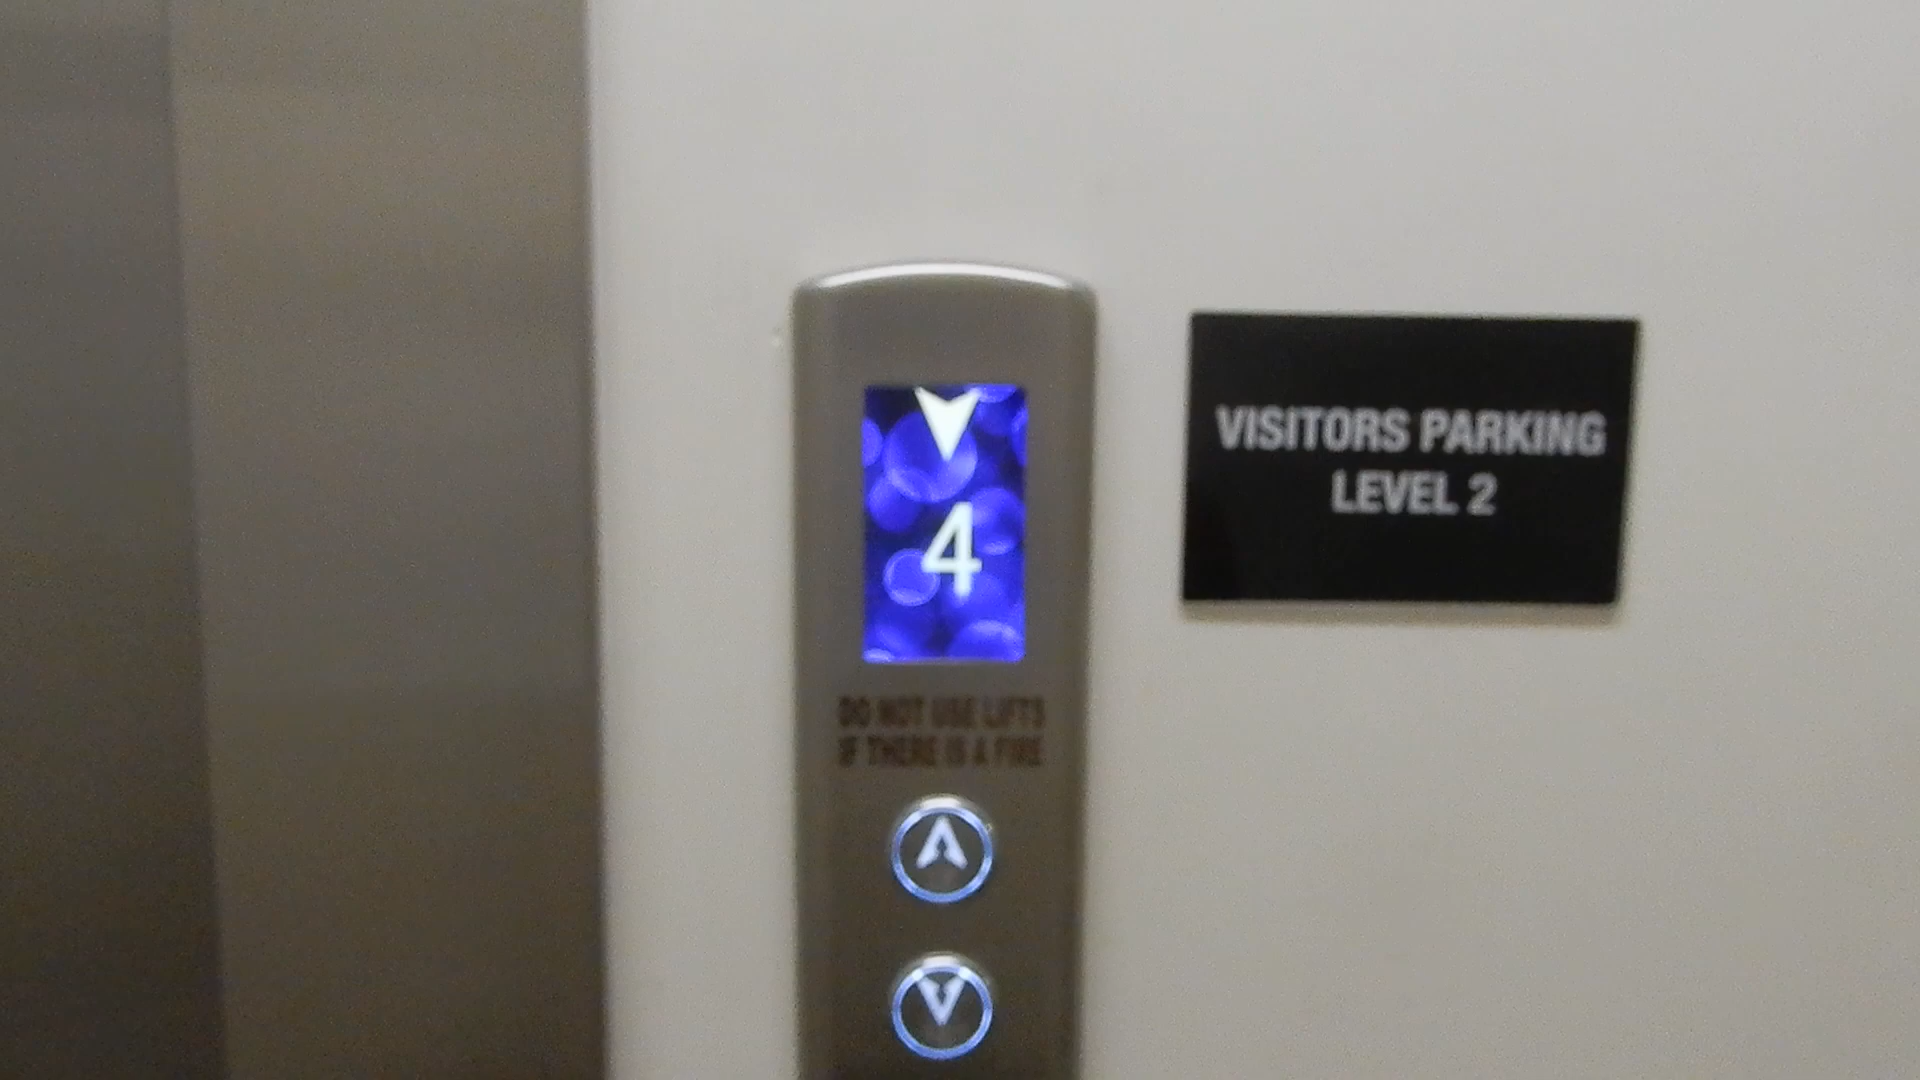 4
VISITORS PARKING
LEVEL 2
DO NOT USE LIFTS
IF THERE IS A FIRE